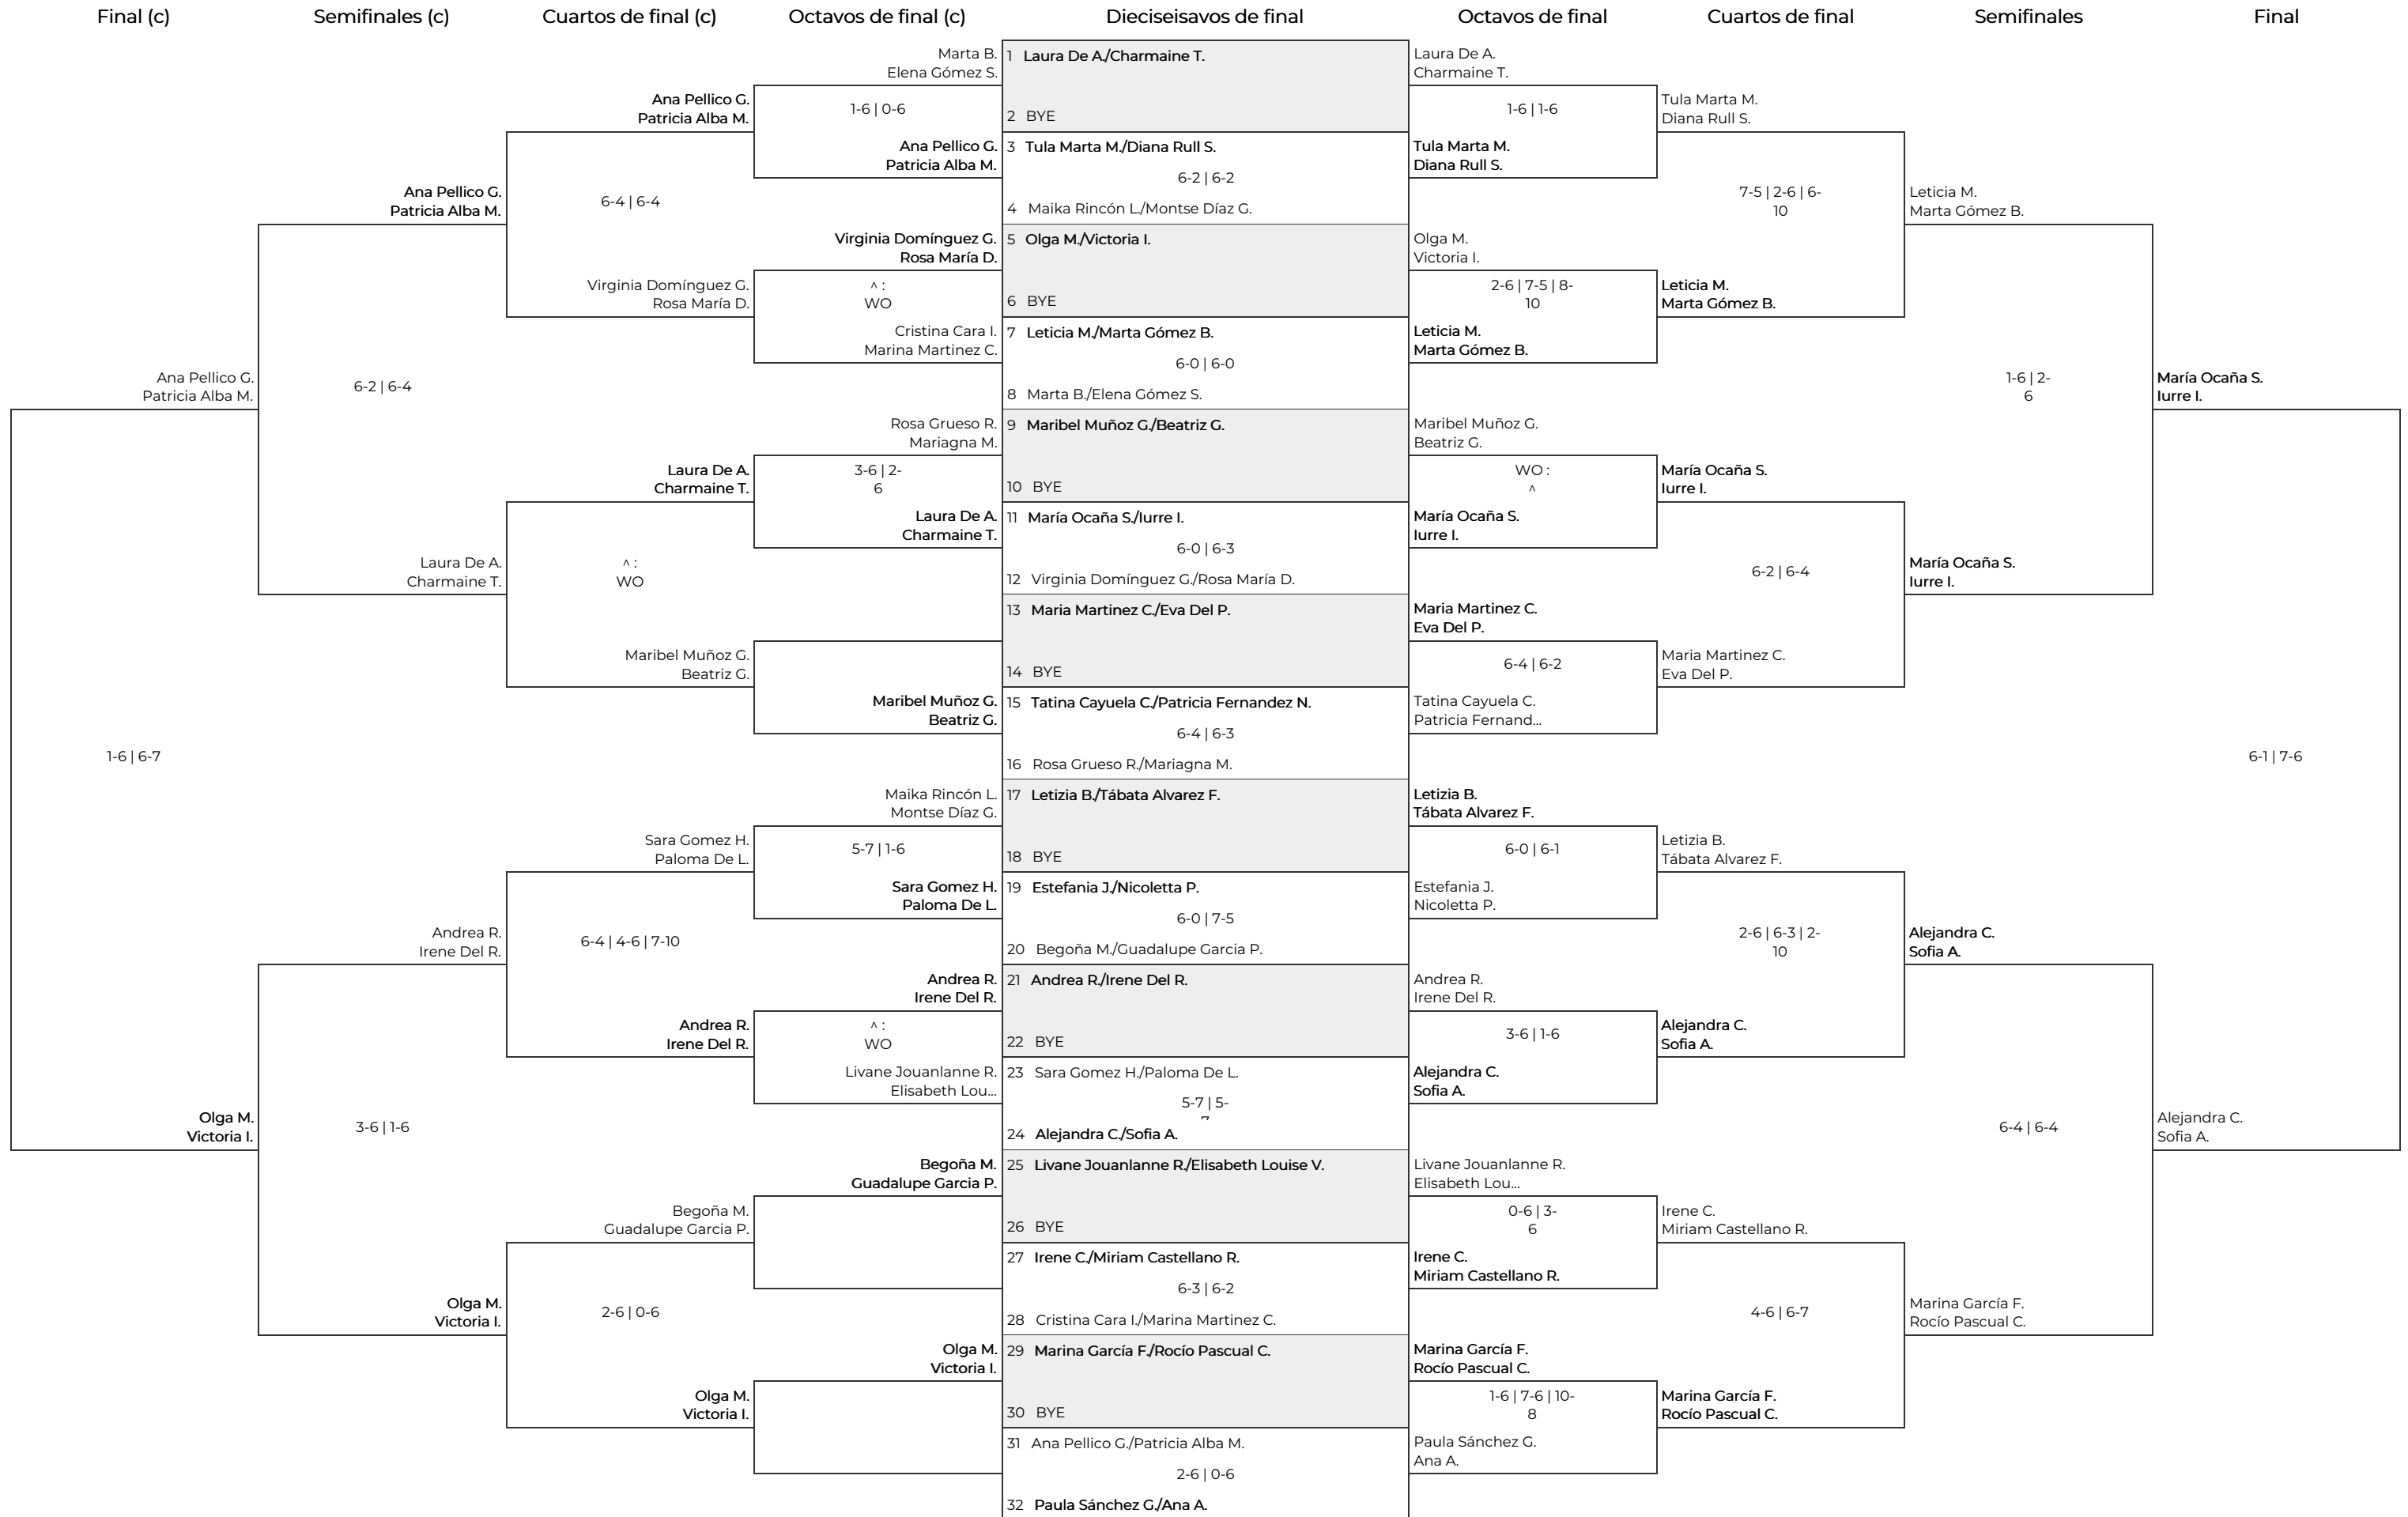 Final (c)
Semifinales (c)
Cuartos de final (c)
Octavos de final (c)
Dieciseisavos de final
Octavos de final
Cuartos de final
Semifinales
Final
Ana Pellico G.
Patricia Alba M.
1-6 | 6-7
Olga M.
Victoria I.
Ana Pellico G.
Patricia Alba M.
6-2 | 6-4
Laura De A.
Charmaine T.
Andrea R.
Irene Del R.
3-6 | 1-6
Olga M.
Victoria I.
Ana Pellico G.
Patricia Alba M.
6-4 | 6-4
Virginia Domínguez G.
Rosa María D.
Laura De A.
Charmaine T.
^ :
WO
Maribel Muñoz G.
Beatriz G.
Sara Gomez H.
Paloma De L.
6-4 | 4-6 | 7-10
Andrea R.
Irene Del R.
Begoña M.
Guadalupe Garcia P.
2-6 | 0-6
Olga M.
Victoria I.
Marta B.
Elena Gómez S.
1-6 | 0-6
Ana Pellico G.
Patricia Alba M.
Virginia Domínguez G.
Rosa María D.
^ :
WO
Cristina Cara I.
Marina Martinez C.
Rosa Grueso R.
Mariagna M.
3-6 | 2-
6
Laura De A.
Charmaine T.
Maribel Muñoz G.
Beatriz G.
Maika Rincón L.
Montse Díaz G.
5-7 | 1-6
Sara Gomez H.
Paloma De L.
Andrea R.
Irene Del R.
^ :
WO
Livane Jouanlanne R.
Elisabeth Lou...
Begoña M.
Guadalupe Garcia P.
Olga M.
Victoria I.
1 Laura De A./Charmaine T.
2 BYE
3 Tula Marta M./Diana Rull S.
6-2 | 6-2
4 Maika Rincón L./Montse Díaz G.
5 Olga M./Victoria I.
6 BYE
7 Leticia M./Marta Gómez B.
6-0 | 6-0
8 Marta B./Elena Gómez S.
9 Maribel Muñoz G./Beatriz G.
10 BYE
11 María Ocaña S./Iurre I.
6-0 | 6-3
12 Virginia Domínguez G./Rosa María D.
13 Maria Martinez C./Eva Del P.
14 BYE
15 Tatina Cayuela C./Patricia Fernandez N.
6-4 | 6-3
16 Rosa Grueso R./Mariagna M.
17 Letizia B./Tábata Alvarez F.
18 BYE
19 Estefania J./Nicoletta P.
6-0 | 7-5
20 Begoña M./Guadalupe Garcia P.
21 Andrea R./Irene Del R.
22 BYE
23 Sara Gomez H./Paloma De L.
5-7 | 5-
7
24 Alejandra C./Sofia A.
25 Livane Jouanlanne R./Elisabeth Louise V.
26 BYE
27 Irene C./Miriam Castellano R.
6-3 | 6-2
28 Cristina Cara I./Marina Martinez C.
29 Marina García F./Rocío Pascual C.
30 BYE
31 Ana Pellico G./Patricia Alba M.
2-6 | 0-6
32 Paula Sánchez G./Ana A.
Laura De A.
Charmaine T.
1-6 | 1-6
Tula Marta M.
Diana Rull S.
Olga M.
Victoria I.
2-6 | 7-5 | 8-
10
Leticia M.
Marta Gómez B.
Maribel Muñoz G.
Beatriz G.
WO :
^
María Ocaña S.
Iurre I.
Maria Martinez C.
Eva Del P.
6-4 | 6-2
Tatina Cayuela C.
Patricia Fernand...
Letizia B.
Tábata Alvarez F.
6-0 | 6-1
Estefania J.
Nicoletta P.
Andrea R.
Irene Del R.
3-6 | 1-6
Alejandra C.
Sofia A.
Livane Jouanlanne R.
Elisabeth Lou...
0-6 | 3-
6
Irene C.
Miriam Castellano R.
Marina García F.
Rocío Pascual C.
1-6 | 7-6 | 10-
8
Paula Sánchez G.
Ana A.
Tula Marta M.
Diana Rull S.
7-5 | 2-6 | 6-
10
Leticia M.
Marta Gómez B.
María Ocaña S.
Iurre I.
6-2 | 6-4
Maria Martinez C.
Eva Del P.
Letizia B.
Tábata Alvarez F.
2-6 | 6-3 | 2-
10
Alejandra C.
Sofia A.
Irene C.
Miriam Castellano R.
4-6 | 6-7
Marina García F.
Rocío Pascual C.
Leticia M.
Marta Gómez B.
1-6 | 2-
6
María Ocaña S.
Iurre I.
Alejandra C.
Sofia A.
6-4 | 6-4
Marina García F.
Rocío Pascual C.
María Ocaña S.
Iurre I.
6-1 | 7-6
Alejandra C.
Sofia A.